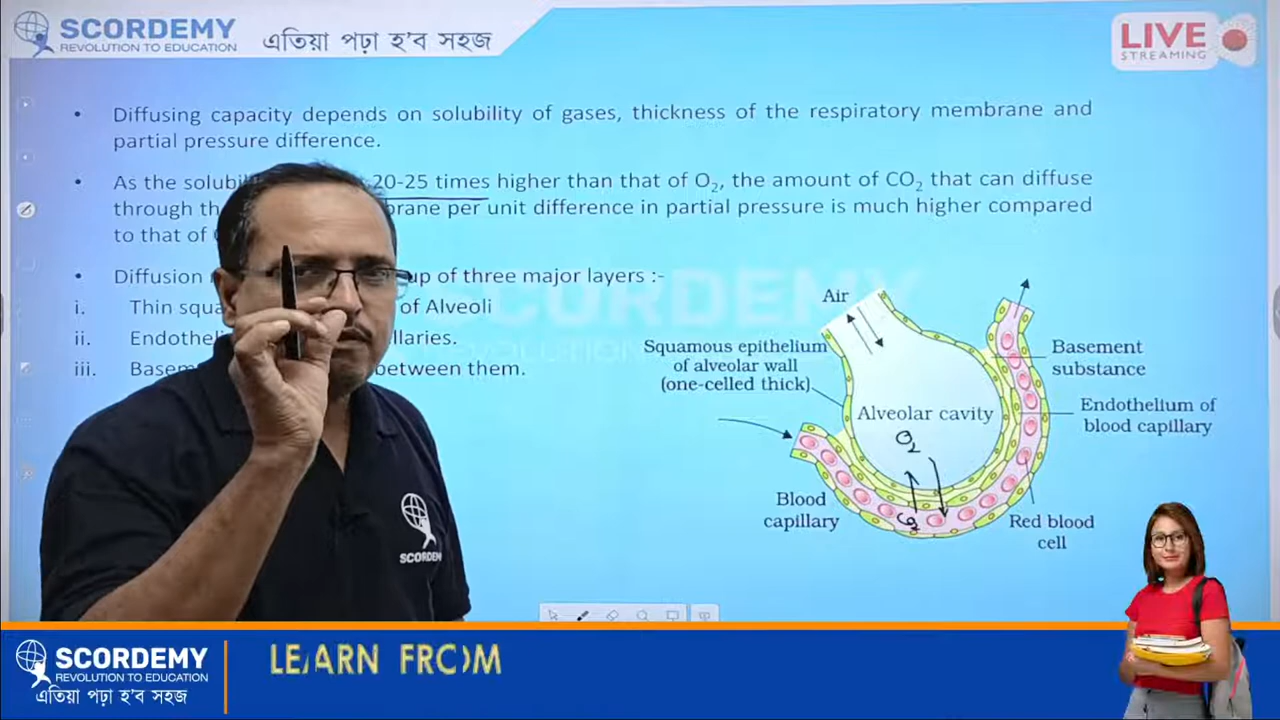 SCORDEMY
REVOLUTION TO EDUCATION
এতিয়া পঢ়া হ'ব সহজ
LIVE
STREAMING
• Diffusing capacity depends on solubility of gases, thickness of the respiratory membrane and
partial pressure difference.
• As the solubi 20-25 times higher than that of O₂, the amount of CO₂ that can diffuse
through th brane per unit difference in partial pressure is much higher compared
to that of
• Diffusion up of three major layers :-
i. Thin squa of Alveoli
ii. Endotheli llaries.
iii. Basem between them.
Air
Squamous epithelium
of alveolar wall
(one-celled thick)
Basement
substance
Alveolar cavity
Endothelium of
blood capillary
O₂
Blood
capillary
CO₂
Red blood
cell
SCORDEMY
SCORDEMY
REVOLUTION TO EDUCATION
এতিয়া পঢ়া হ'ব সহজ
LEARN FROM